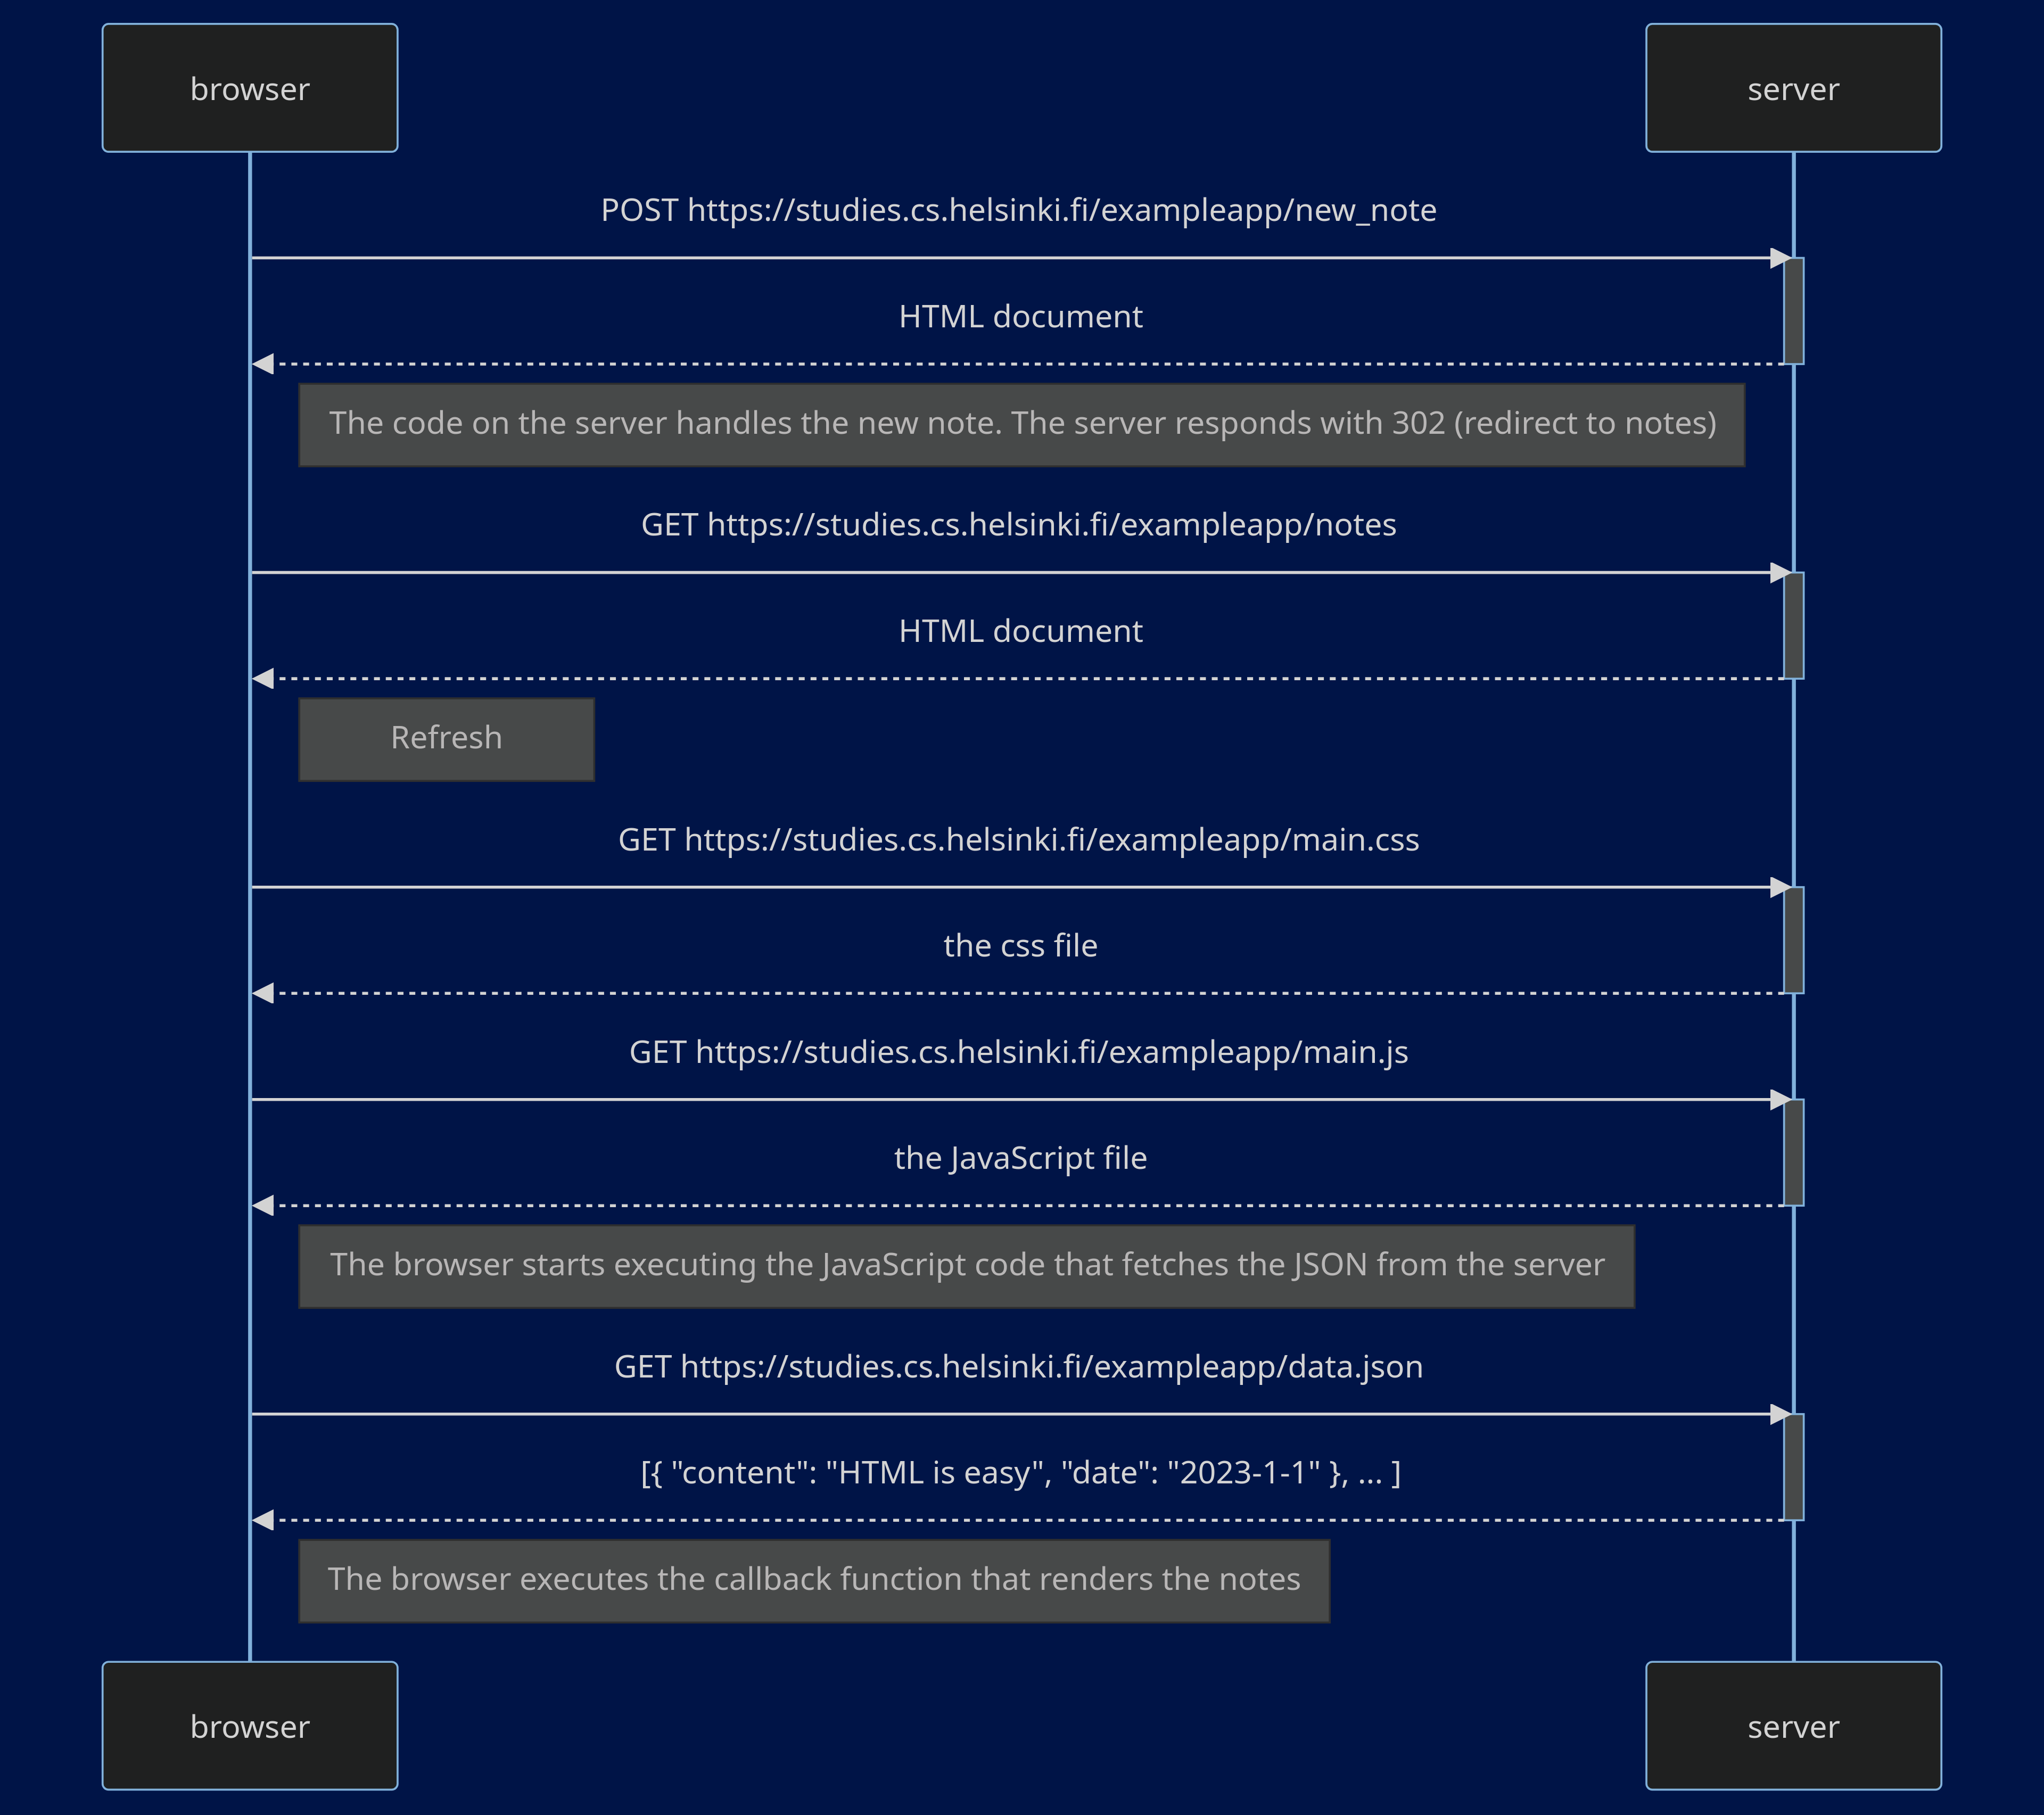 browser
server
POST https://studies.cs.helsinki.fi/exampleapp/new_note
HTML document
The code on the server handles the new note. The server responds with 302 (redirect to notes)
GET https://studies.cs.helsinki.fi/exampleapp/notes
HTML document
Refresh
GET https://studies.cs.helsinki.fi/exampleapp/main.css
the css file
GET https://studies.cs.helsinki.fi/exampleapp/main.js
the JavaScript file
The browser starts executing the JavaScript code that fetches the JSON from the server
GET https://studies.cs.helsinki.fi/exampleapp/data.json
[{ "content": "HTML is easy", "date": "2023-1-1" }, ... ]
The browser executes the callback function that renders the notes
browser
server